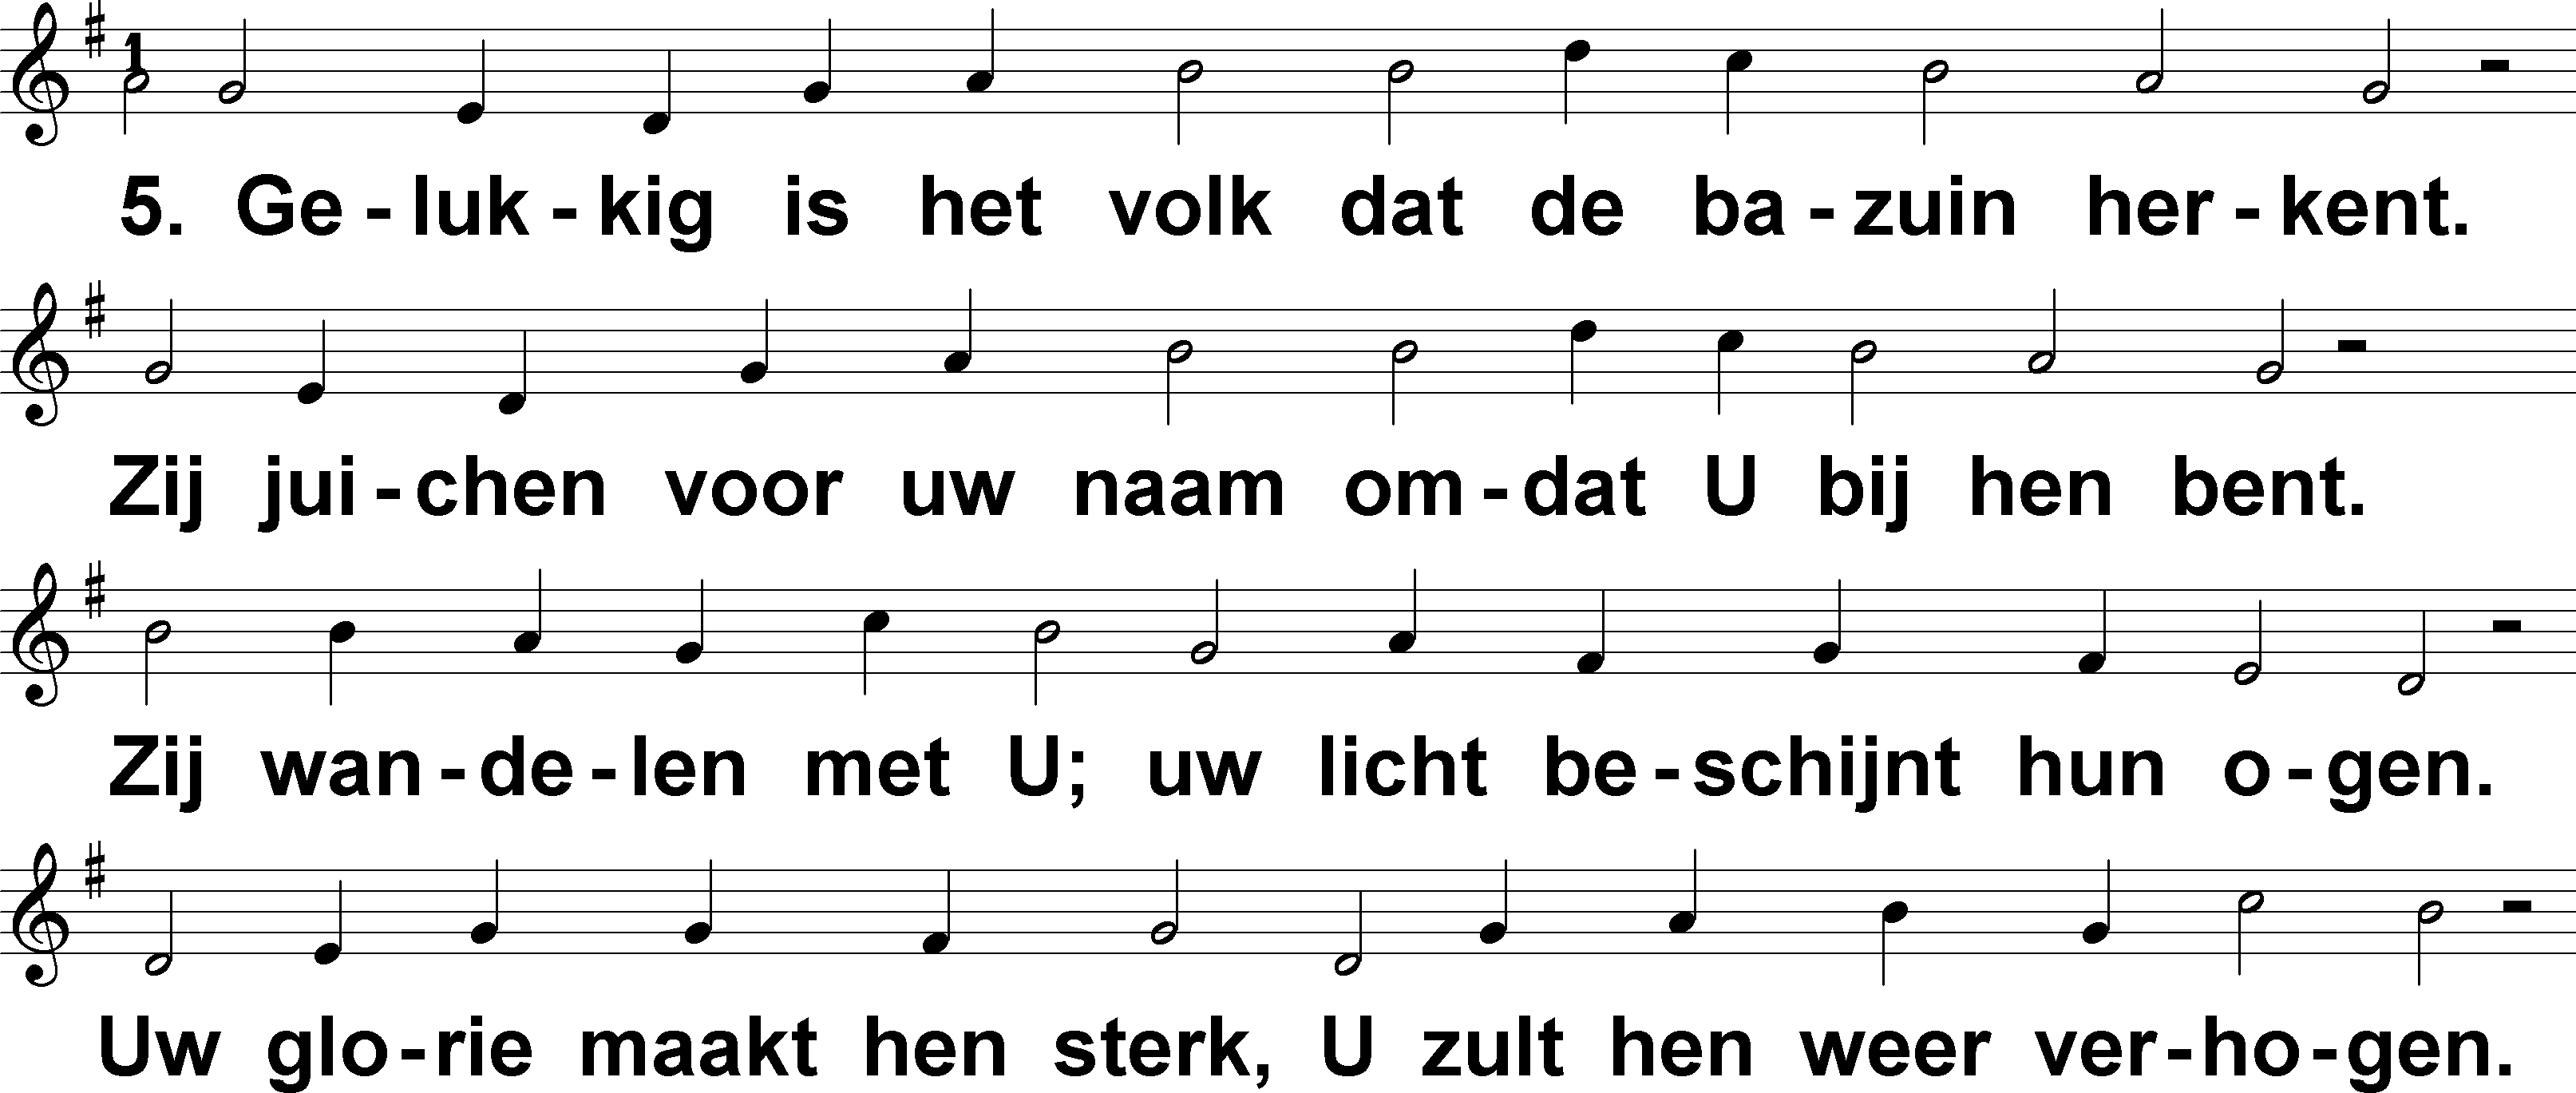 1
5. Ge - luk - kig is het volk dat de ba - zuin her - kent.
Zij jui - chen voor uw naam om - dat U bij hen bent.
Zij wan - de - len met U; uw licht be - schijnt hun o - gen.
Uw glo - rie maakt hen sterk, U zult hen weer ver - ho - gen.